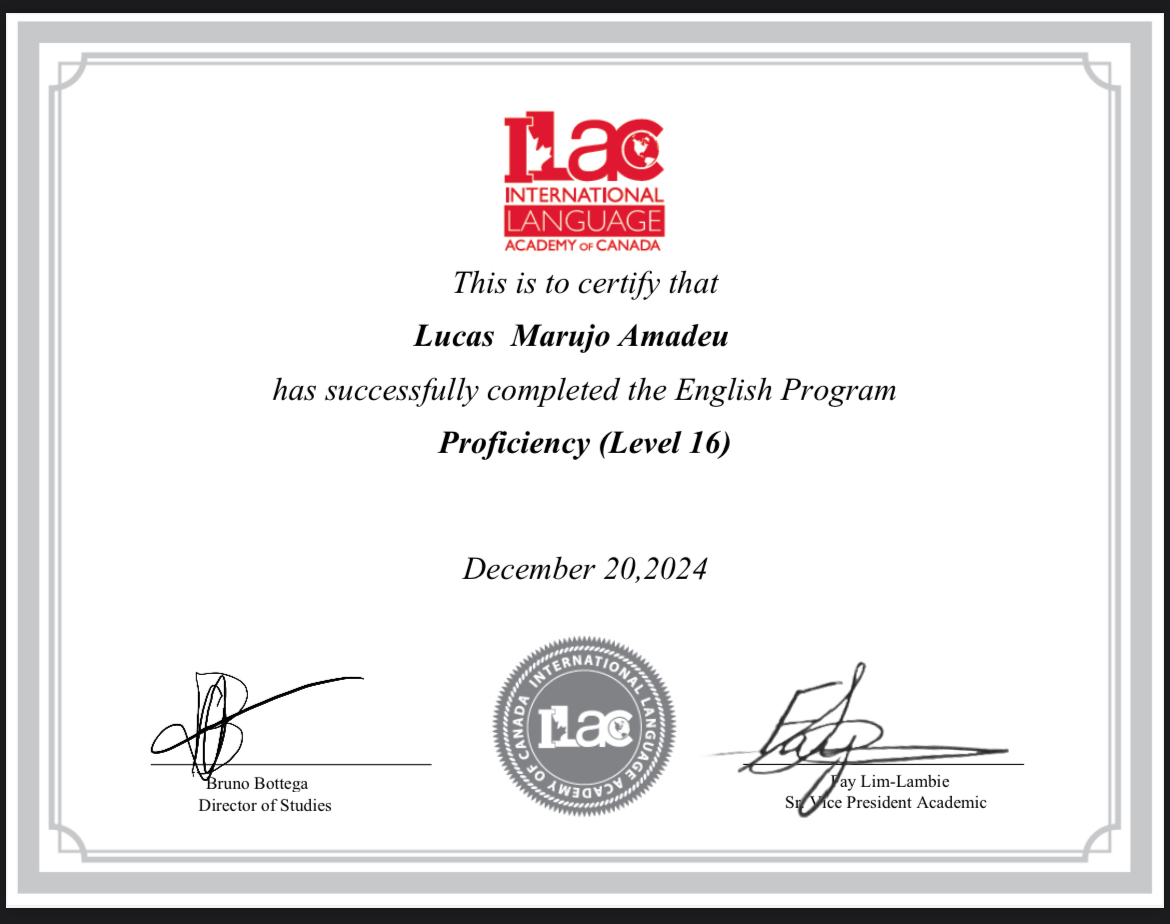 ILac
INTERNATIONAL
LANGUAGE
ACADEMY OF CANADA
This is to certify that
Lucas Marujo Amadeu
has successfully completed the English Program
Proficiency (Level 16)
December 20,2024
INTERNATIONAL LANGUAGE ACADEMY OF CANADA
ILac
Bruno Bottega
Director of Studies
Fay
Fay Lim-Lambie
Sr. Vice President Academic